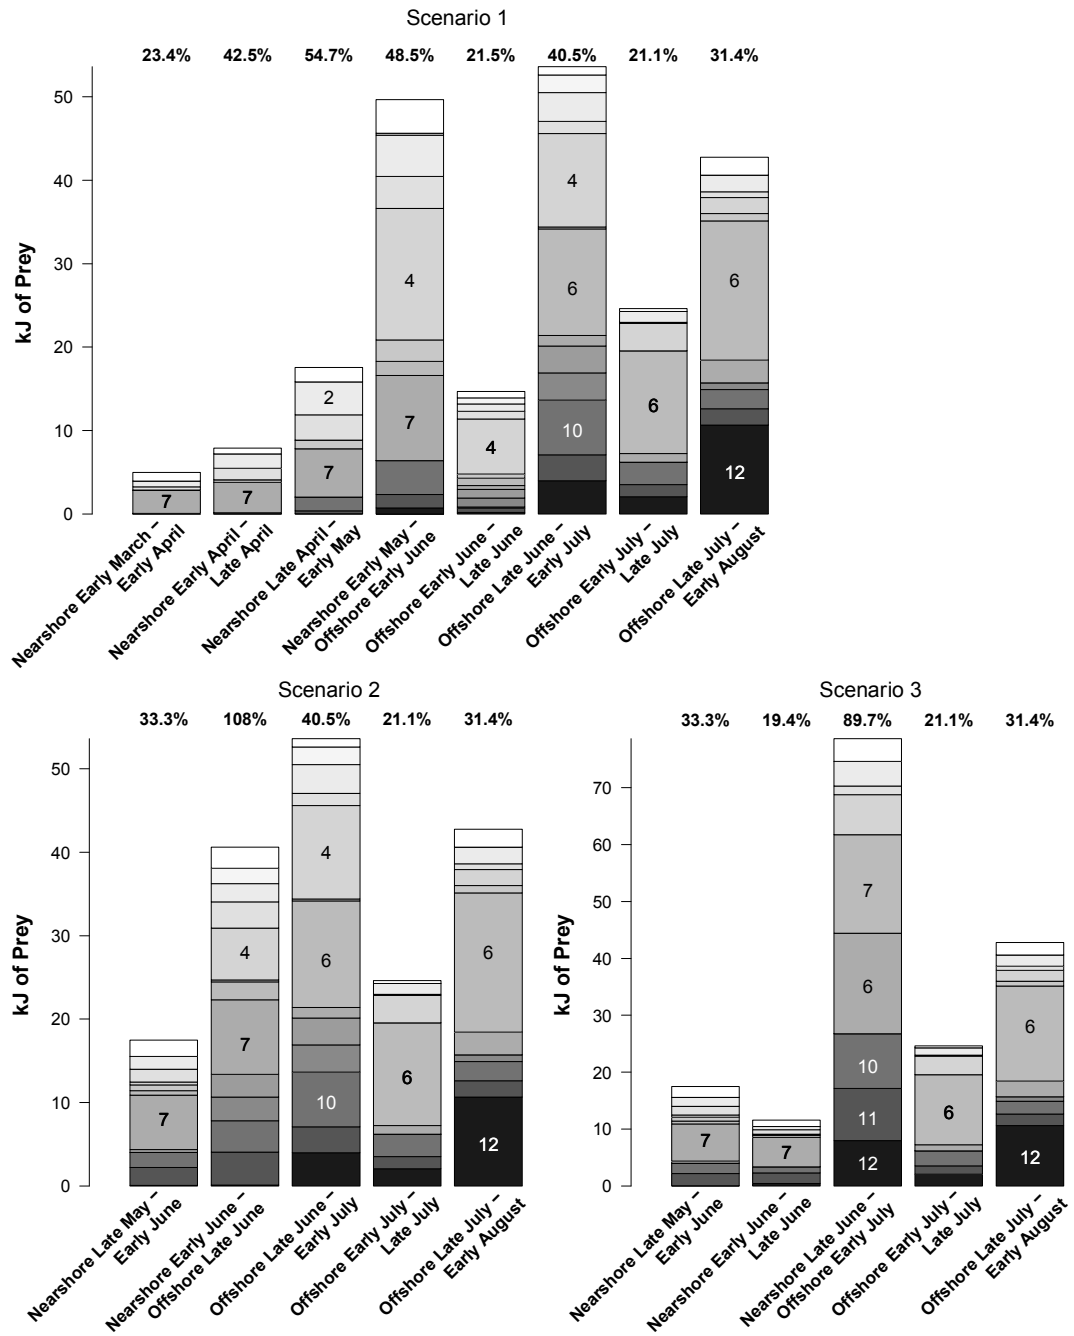 Scenario 1
23.4% 42.5% 54.7% 48.5% 21.5% 40.5% 21.1% 31.4%
kJ of Prey
50
40
30
20
10
0
7
7
2
7
4
7
4
4
6
10
6
6
12
Nearshore Early March –
Early April
Nearshore Early April –
Late April
Nearshore Late April –
Early May
Nearshore Early May –
Offshore Early June
Offshore Early June –
Late June
Offshore Late June –
Early July
Offshore Early July –
Late July
Offshore Late July –
Early August
Scenario 2
33.3% 108% 40.5% 21.1% 31.4%
kJ of Prey
50
40
30
20
10
0
7
4
7
4
6
10
6
6
12
Nearshore Late May –
Early June
Nearshore Early June –
Offshore Late June
Offshore Late June –
Early July
Offshore Early July –
Late July
Offshore Late July –
Early August
Scenario 3
33.3% 19.4% 89.7% 21.1% 31.4%
kJ of Prey
70
60
50
40
30
20
10
0
7
7
7
6
10
11
12
6
6
12
Nearshore Late May –
Early June
Nearshore Early June –
Late June
Nearshore Late June –
Offshore Early July
Offshore Early July –
Late July
Offshore Late July –
Early August